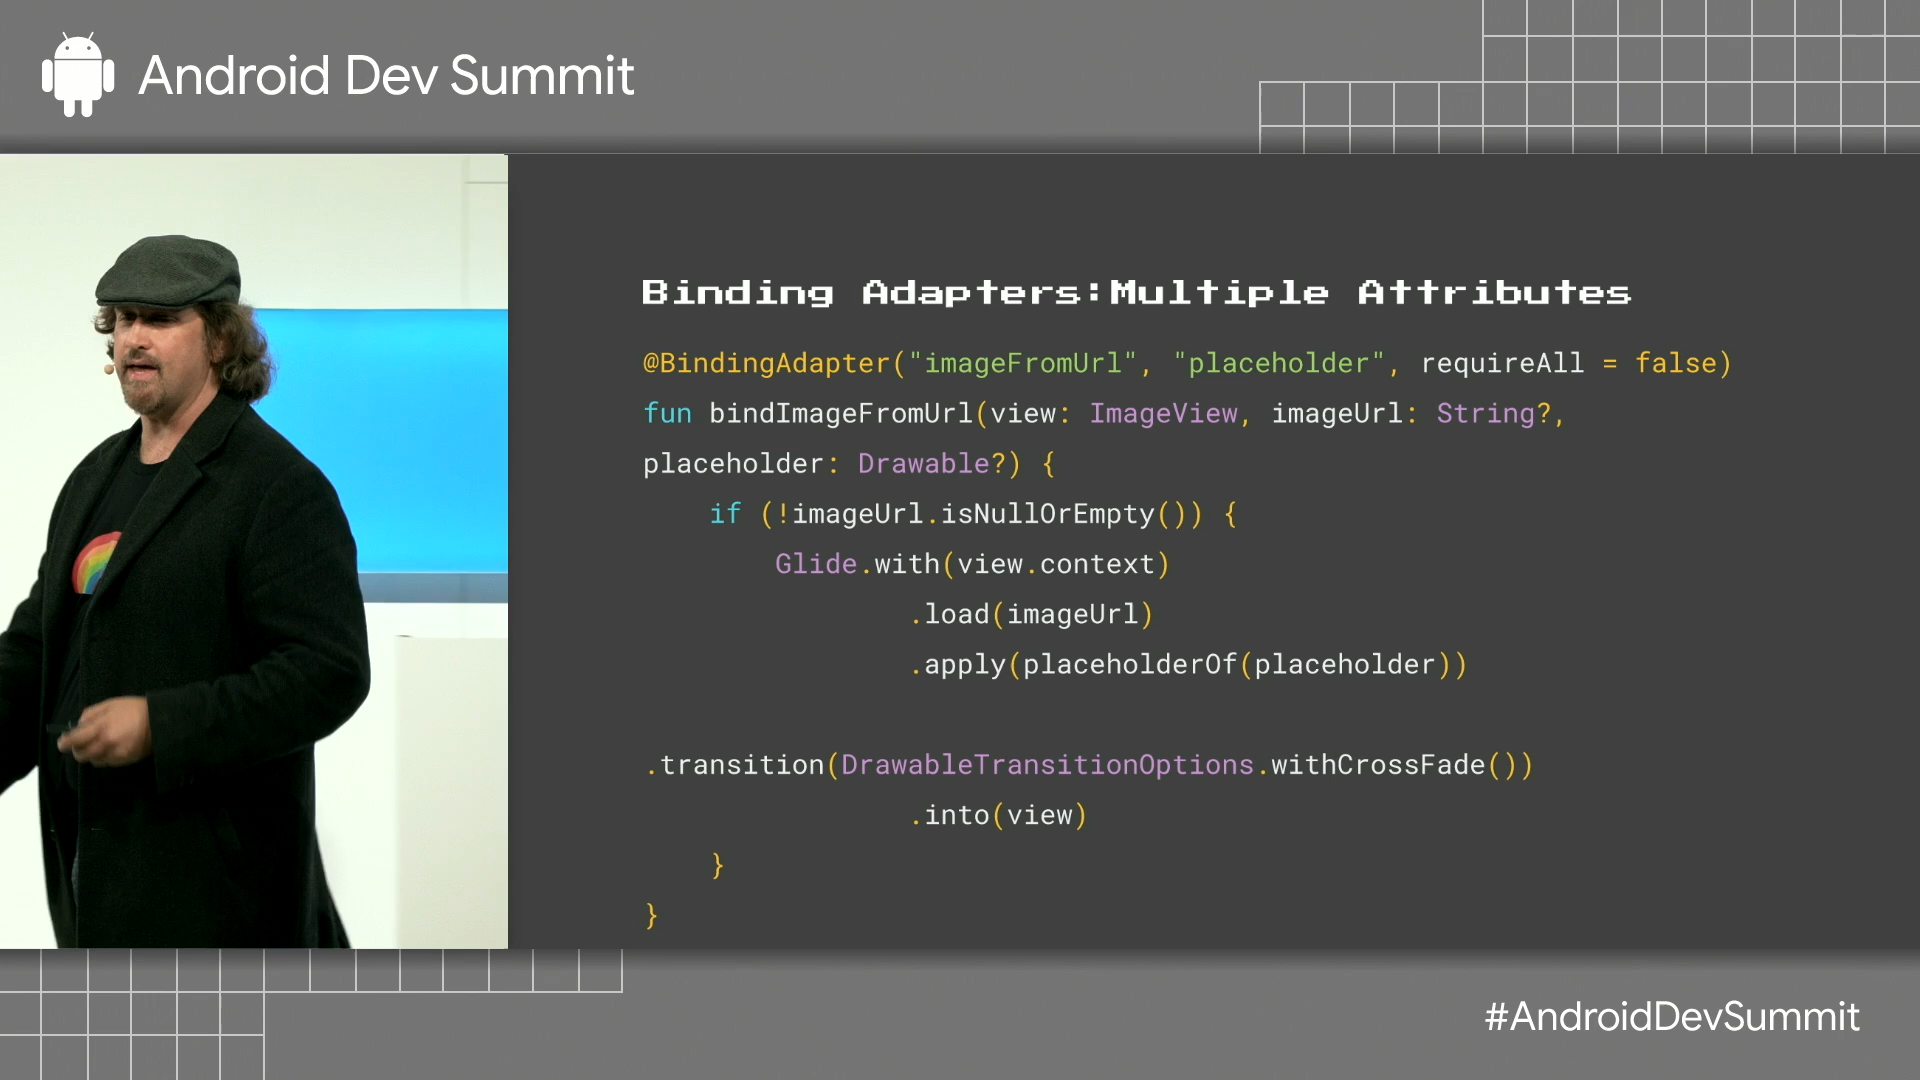 Android Dev Summit
Binding Adapters:Multiple Attributes
@BindingAdapter("imageFromUrl", "placeholder", requireAll = false)
fun bindImageFromUrl(view: ImageView, imageUrl: String?,
placeholder: Drawable?) {
    if (!imageUrl.isNullOrEmpty()) {
        Glide.with(view.context)
                .load(imageUrl)
                .apply(placeholderOf(placeholder))
.transition(DrawableTransitionOptions.withCrossFade())
                .into(view)
    }
}
#AndroidDevSummit